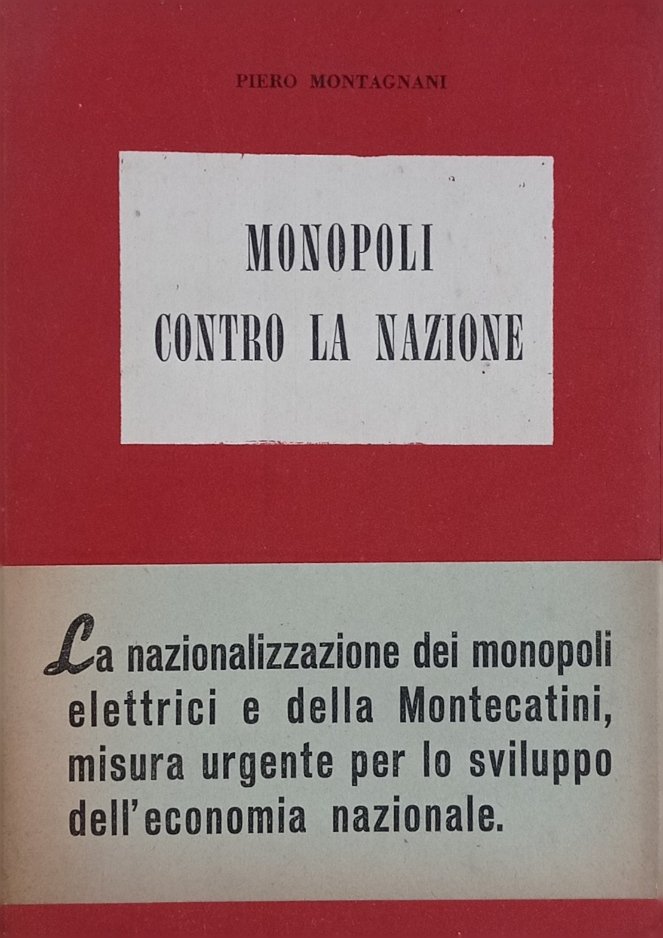 PIERO MONTAGNANI
MONOPOLI
CONTRO LA NAZIONE
La nazionalizzazione dei monopoli
elettrici e della Montecatini,
misura urgente per lo sviluppo
dell'economia nazionale.